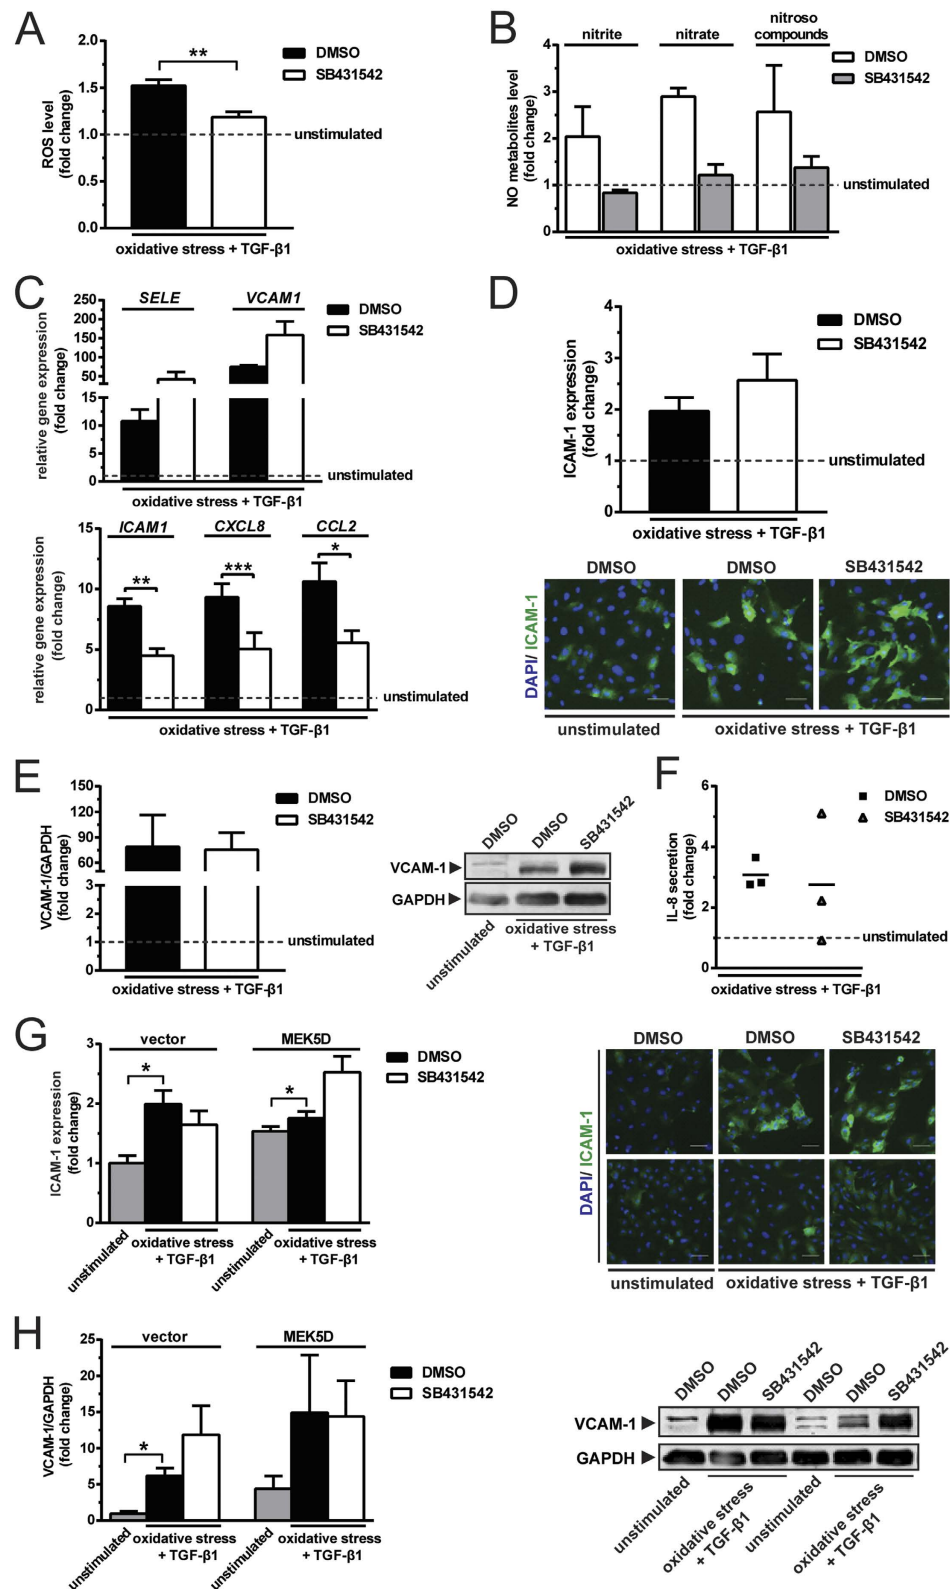 A
2.0
1.5
1.0
0.5
0.0
ROS level
(fold change)
**
DMSO
SB431542
unstimulated
oxidative stress + TGF-β1
B
nitrite
nitrate
nitroso
compounds
4
3
2
1
0
NO metabolites level
(fold change)
DMSO
SB431542
unstimulated
oxidative stress + TGF-β1
C
SELE
VCAM1
250
200
150
100
50
15
10
5
0
relative gene expression
(fold change)
DMSO
SB431542
unstimulated
oxidative stress + TGF-β1
ICAM1
CXCL8
CCL2
15
10
5
0
relative gene expression
(fold change)
**
***
*
unstimulated
oxidative stress + TGF-β1
D
4
3
2
1
0
ICAM-1 expression
(fold change)
DMSO
SB431542
unstimulated
oxidative stress + TGF-β1
DMSO
DMSO
SB431542
DAPI/ ICAM-1
unstimulated
oxidative stress + TGF-β1
E
150
120
90
60
3
2
1
0
VCAM-1/GAPDH
(fold change)
DMSO
SB431542
unstimulated
oxidative stress + TGF-β1
DMSO
DMSO
SB431542
VCAM-1
GAPDH
unstimulated
oxidative stress
+ TGF-β1
F
6
4
2
0
IL-8 secretion
(fold change)
DMSO
SB431542
unstimulated
oxidative stress + TGF-β1
G
vector
MEK5D
3
2
1
0
ICAM-1 expression
(fold change)
*
*
DMSO
SB431542
unstimulated
oxidative stress
+ TGF-β1
unstimulated
oxidative stress
+ TGF-β1
DMSO
DMSO
SB431542
DAPI/ ICAM-1
unstimulated
oxidative stress + TGF-β1
H
vector
MEK5D
25
20
15
10
5
0
VCAM-1/GAPDH
(fold change)
*
DMSO
SB431542
unstimulated
oxidative stress
+ TGF-β1
unstimulated
oxidative stress
+ TGF-β1
DMSO
DMSO
SB431542
DMSO
DMSO
SB431542
VCAM-1
GAPDH
unstimulated
oxidative stress
+ TGF-β1
unstimulated
oxidative stress
+ TGF-β1